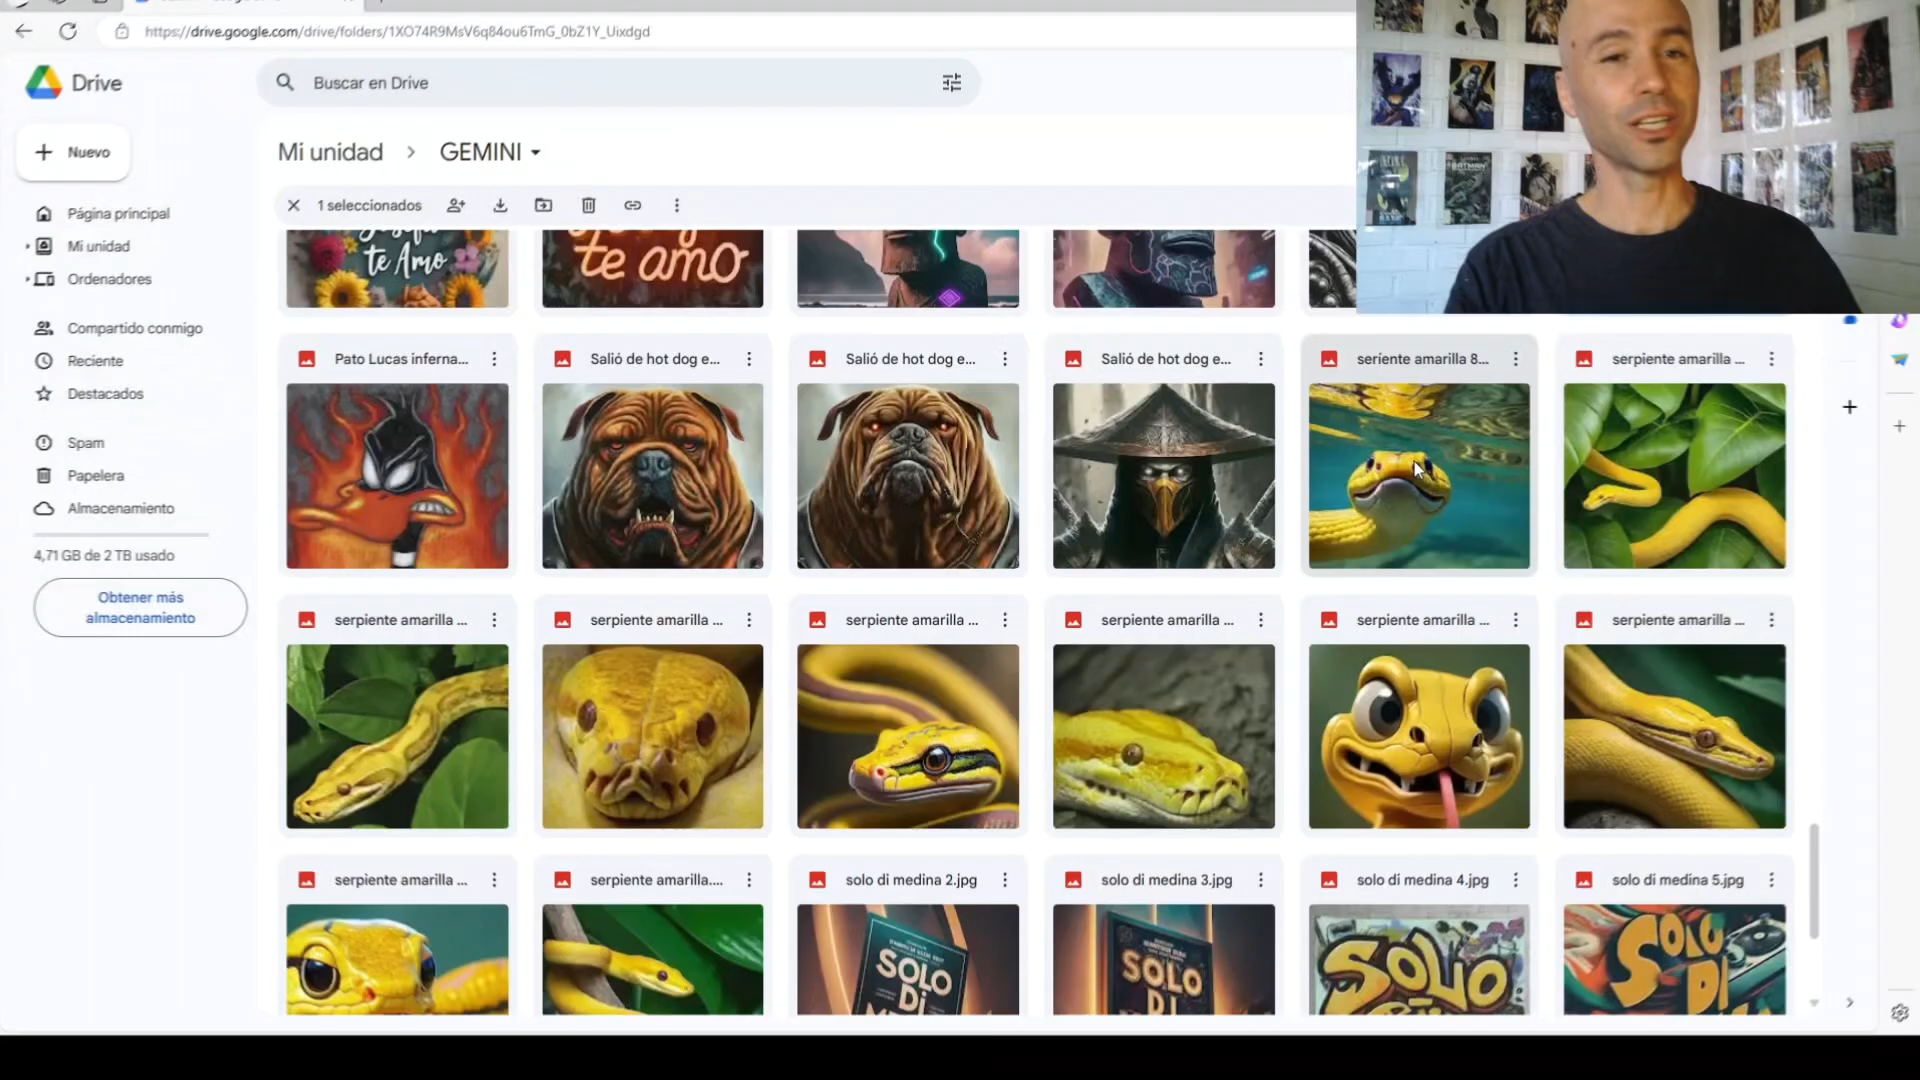 https://drive.google.com/drive/folders/1XO74R9MsV6q84ou6TmG_0bZ1Y_Uixdgd
Drive
Buscar en Drive
Nuevo
Mi unidad > GEMINI
1 seleccionados
Página principal
Mi unidad
Ordenadores
Compartido conmigo
Reciente
Destacados
Spam
Papelera
Almacenamiento
4,71 GB de 2 TB usado
Obtener más
almacenamiento
te Amo
te amo
Pato Lucas inferna...
Salió de hot dog e...
Salió de hot dog e...
Salió de hot dog e...
seriente amarilla 8...
serpiente amarilla ...
serpiente amarilla ...
serpiente amarilla ...
serpiente amarilla ...
serpiente amarilla ...
serpiente amarilla ...
serpiente amarilla ...
serpiente amarilla ...
serpiente amarilla....
solo di medina 2.jpg
solo di medina 3.jpg
solo di medina 4.jpg
solo di medina 5.jpg
SOLO
DI
SOLO
DI
SOLO
SOLO
DI